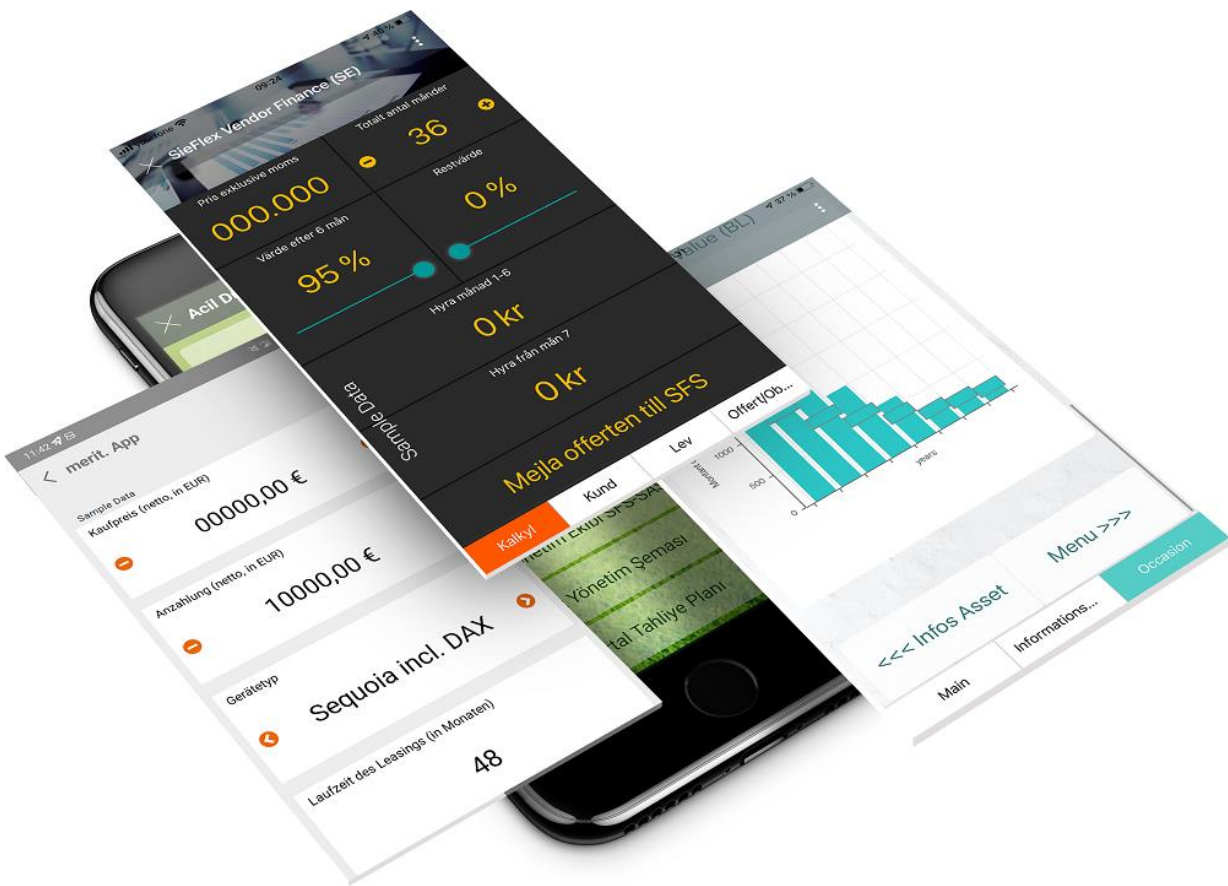 09:24
46 %
SieFlex Vendor Finance (SE)
Pris exklusive moms
000.000
Totalt antal månder
36
Värde efter 6 mån
95 %
Restvärde
0 %
Hyra månad 1-6
0 kr
Hyra från mån 7
0 kr
Sample Data
Mejla offerten till SFS
Kalkyl
Kund
Lev
Offert/Ob...
Acil
11:42
merit. App
Sample Data
Kaufpreis (netto, in EUR)
00000,00 €
Anzahlung (netto, in EUR)
10000,00 €
Gerätetyp
Sequoia incl. DAX
Laufzeit des Leasings (in Monaten)
48
Yönetim Şeması
Tahliye Planı
37 %
(BL)
1000
500
0
years
<<< Infos Asset
Menu >>>
Main
Informations...
Occasion